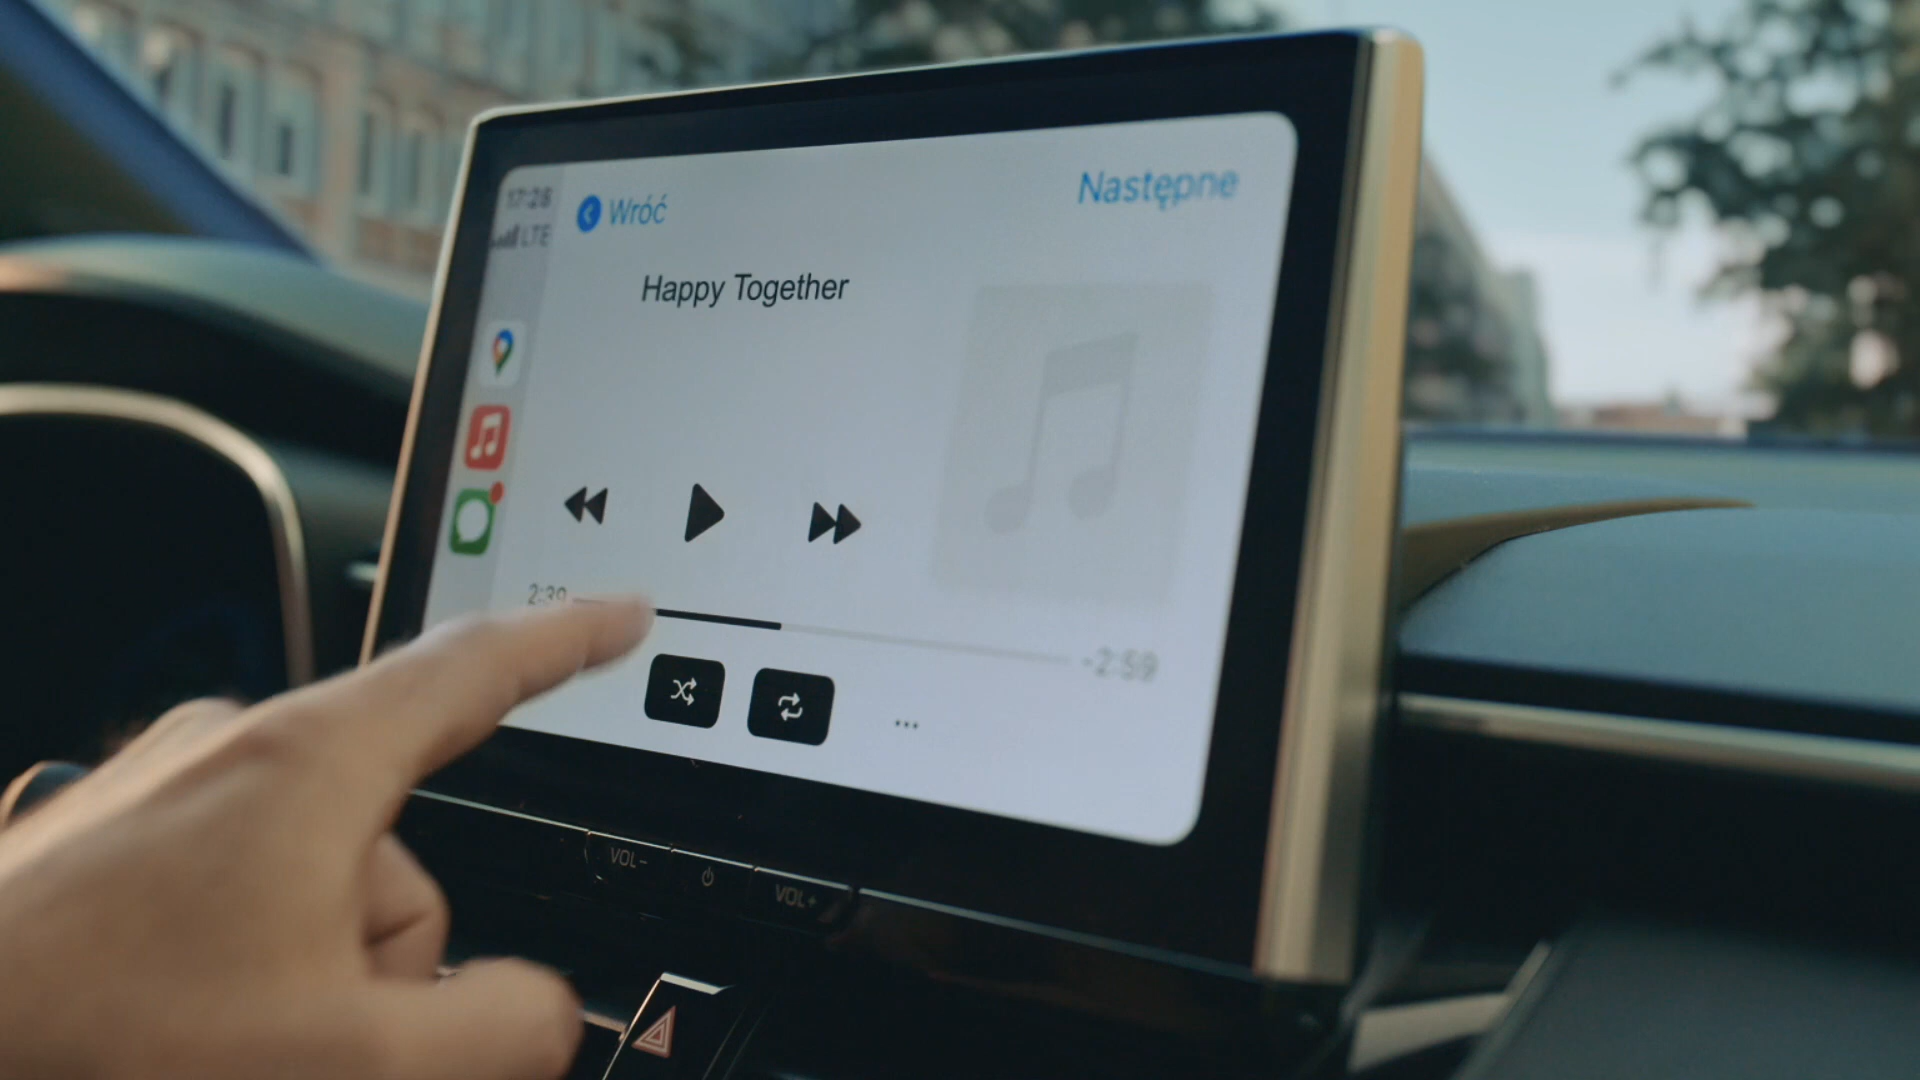 17:26
LTE
Wróć
Następne
Happy Together
2:39
-2:59
VOL-
VOL+